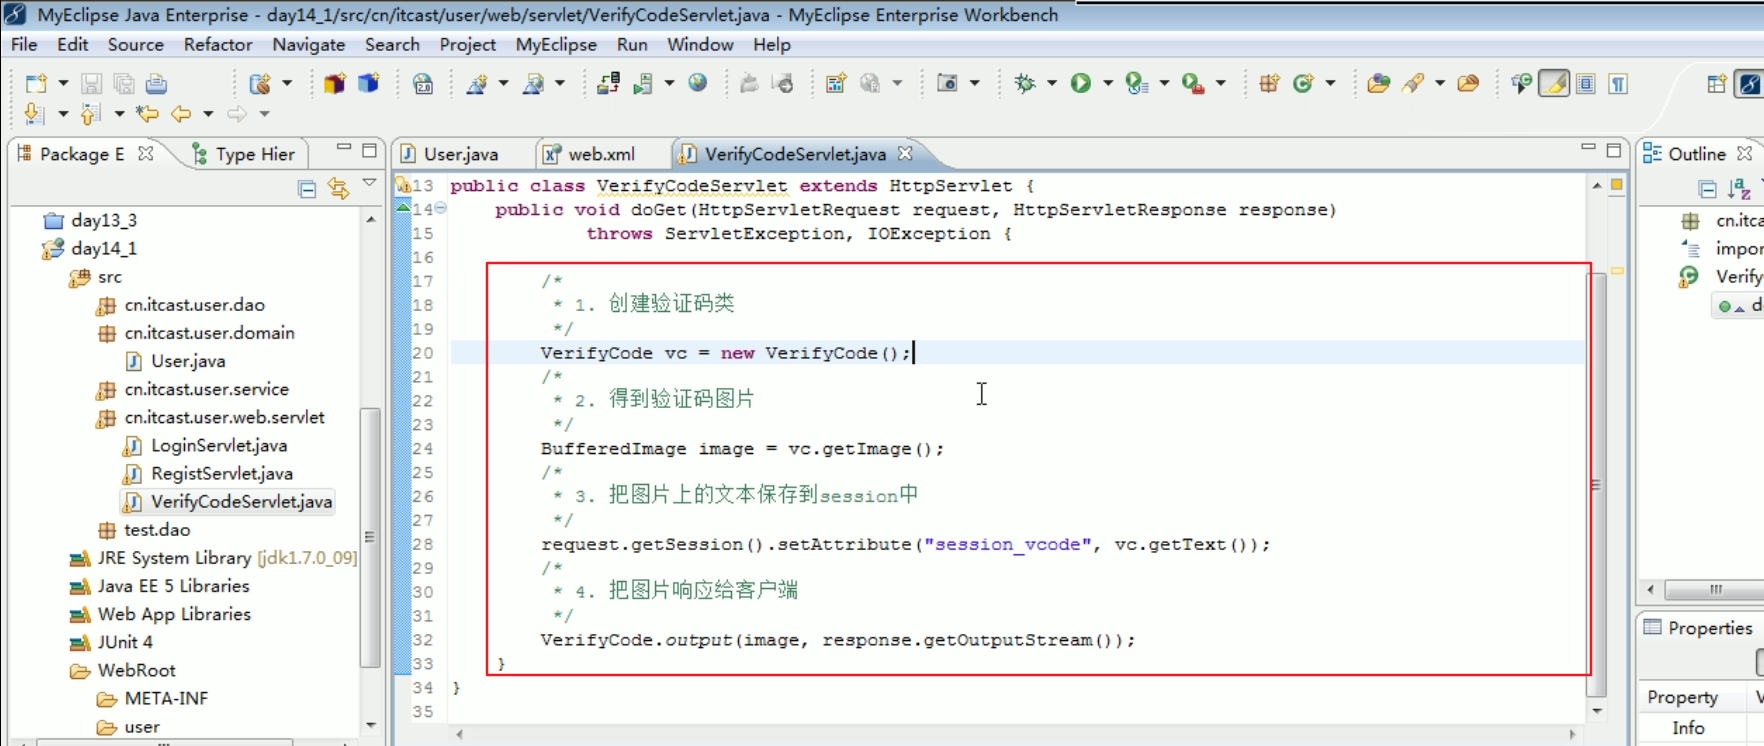 MyEclipse Java Enterprise - day14_1/src/cn/itcast/user/web/servlet/VerifyCodeServlet.java - MyEclipse Enterprise Workbench
File Edit Source Refactor Navigate Search Project MyEclipse Run Window Help
Package E Type Hier
day13_3
day14_1
src
cn.itcast.user.dao
cn.itcast.user.domain
User.java
cn.itcast.user.service
cn.itcast.user.web.servlet
LoginServlet.java
RegistServlet.java
VerifyCodeServlet.java
test.dao
JRE System Library [jdk1.7.0_09]
Java EE 5 Libraries
Web App Libraries
JUnit 4
WebRoot
META-INF
user
User.java web.xml VerifyCodeServlet.java
13 public class VerifyCodeServlet extends HttpServlet {
14 public void doGet(HttpServletRequest request, HttpServletResponse response)
15 throws ServletException, IOException {
16
17 /*
18 * 1. 创建验证码类
19 */
20 VerifyCode vc = new VerifyCode();
21 /*
22 * 2. 得到验证码图片
23 */
24 BufferedImage image = vc.getImage();
25 /*
26 * 3. 把图片上的文本保存到session中
27 */
28 request.getSession().setAttribute("session_vcode", vc.getText());
29 /*
30 * 4. 把图片响应给客户端
31 */
32 VerifyCode.output(image, response.getOutputStream());
33 }
34 }
35
Outline
cn.itca
impor
Verify
d
Properties
Property V
Info